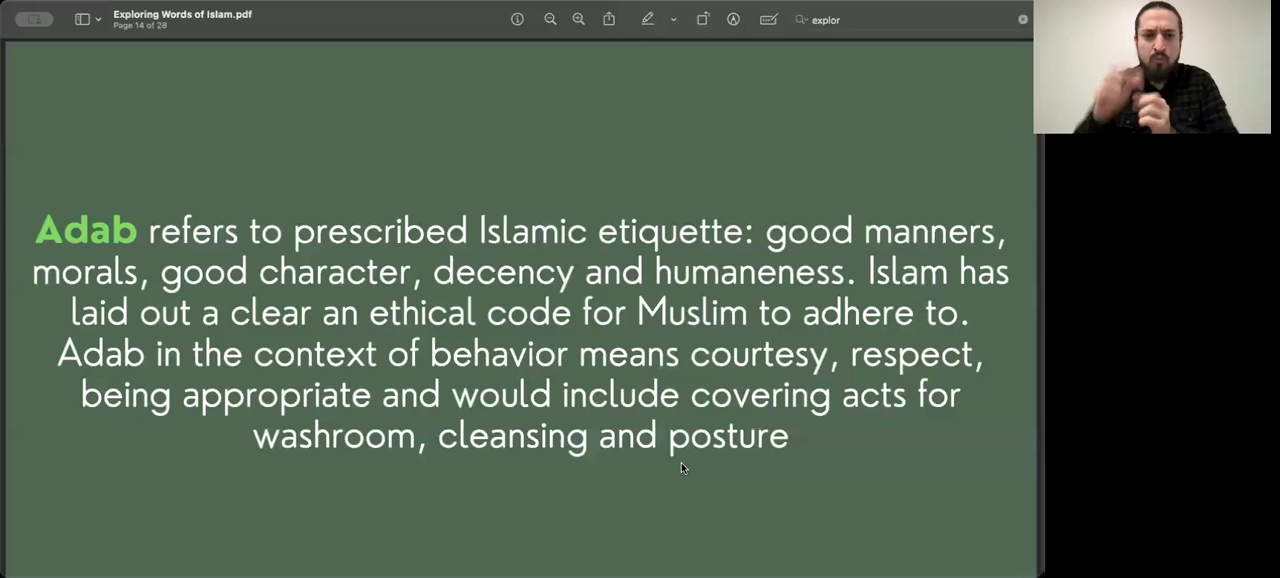 Exploring Words of Islam.pdf
Page 14 of 28
explor
Adab refers to prescribed Islamic etiquette: good manners,
morals, good character, decency and humaneness. Islam has
laid out a clear an ethical code for Muslim to adhere to.
Adab in the context of behavior means courtesy, respect,
being appropriate and would include covering acts for
washroom, cleansing and posture